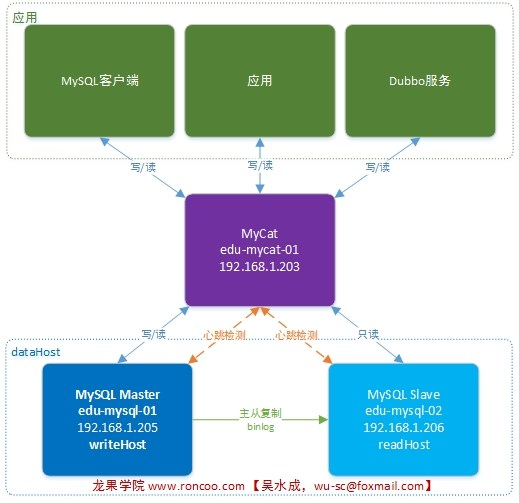 应用
MySQL客户端
应用
Dubbo服务
写/读
写/读
写/读
MyCat
edu-mycat-01
192.168.1.203
写/读
心跳检测
心跳检测
只读
dataHost
MySQL Master
edu-mysql-01
192.168.1.205
writeHost
主从复制
binlog
MySQL Slave
edu-mysql-02
192.168.1.206
readHost
龙果学院 www.roncoo.com 【吴水成，wu-sc@foxmail.com】